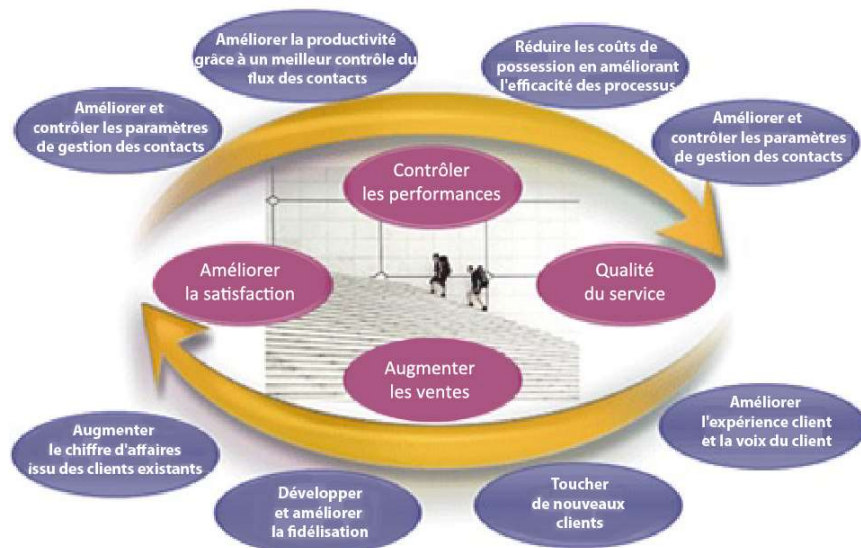 Améliorer la productivité
grâce à un meilleur contrôle du
flux des contacts
Réduire les coûts de
possession en améliorant
l'efficacité des processus
Améliorer et
contrôler les paramètres
de gestion des contacts
Améliorer et
contrôler les paramètres
de gestion des contacts
Contrôler
les performances
Améliorer
la satisfaction
Qualité
du service
Augmenter
les ventes
Augmenter
le chiffre d'affaires
issu des clients existants
Améliorer
l'expérience client
et la voix du client
Développer
et améliorer
la fidélisation
Toucher
de nouveaux
clients